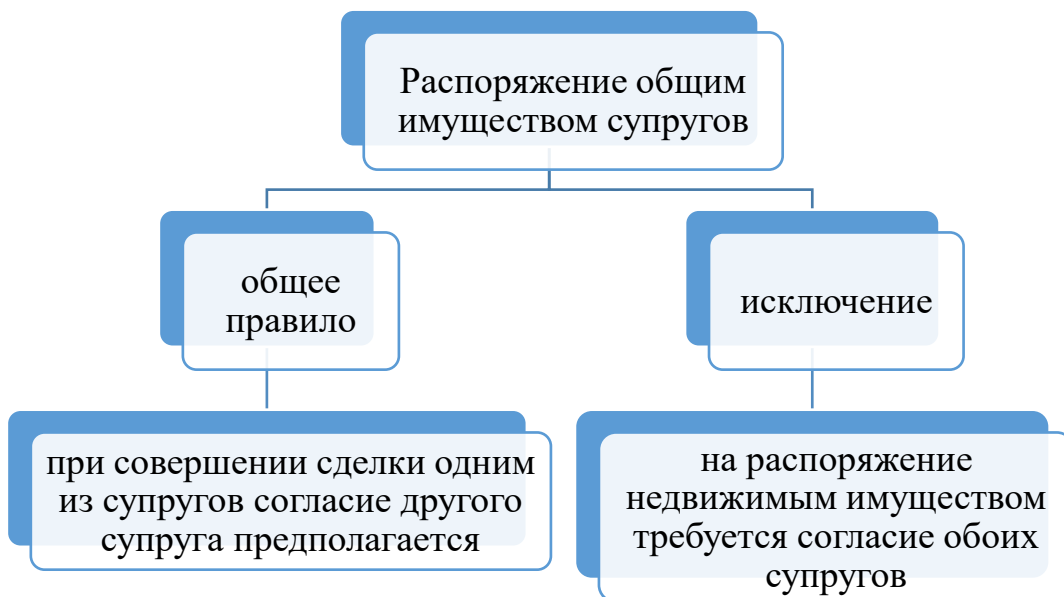 Распоряжение общим
имуществом супругов
общее
правило
исключение
при совершении сделки одним
из супругов согласие другого
супруга предполагается
на распоряжение
недвижимым имуществом
требуется согласие обоих
супругов